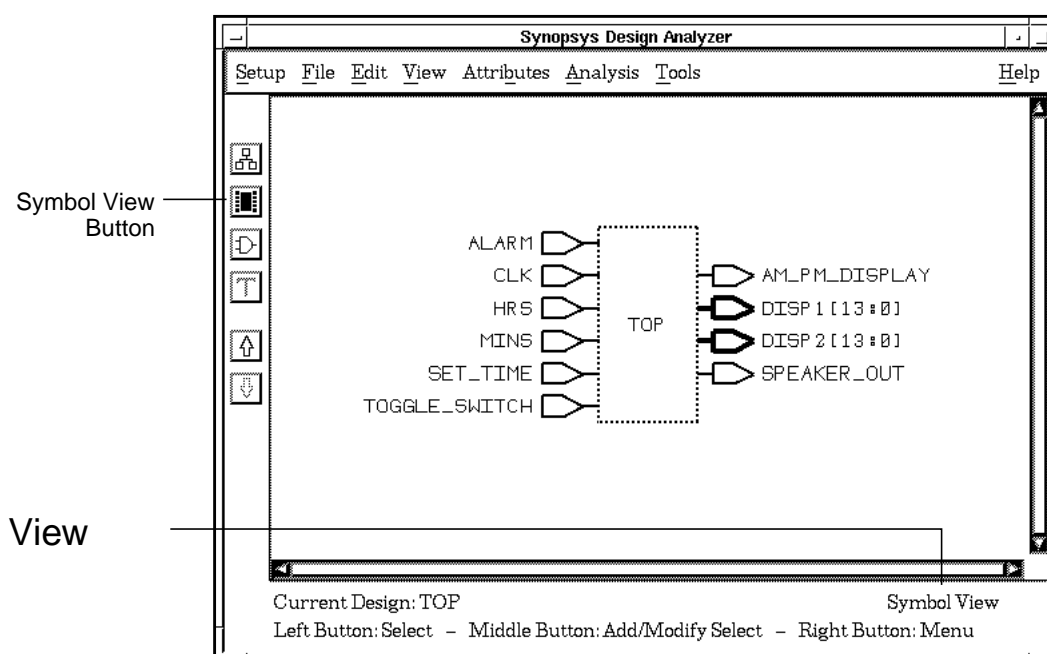 Synopsys Design Analyzer
Setup File Edit View Attributes Analysis Tools Help
Symbol View
Button
ALARM
CLK
HRS
MINS
SET_TIME
TOGGLE_SWITCH
TOP
AM_PM_DISPLAY
DISP1[13:0]
DISP2[13:0]
SPEAKER_OUT
View
Current Design: TOP
Symbol View
Left Button: Select – Middle Button: Add/Modify Select – Right Button: Menu